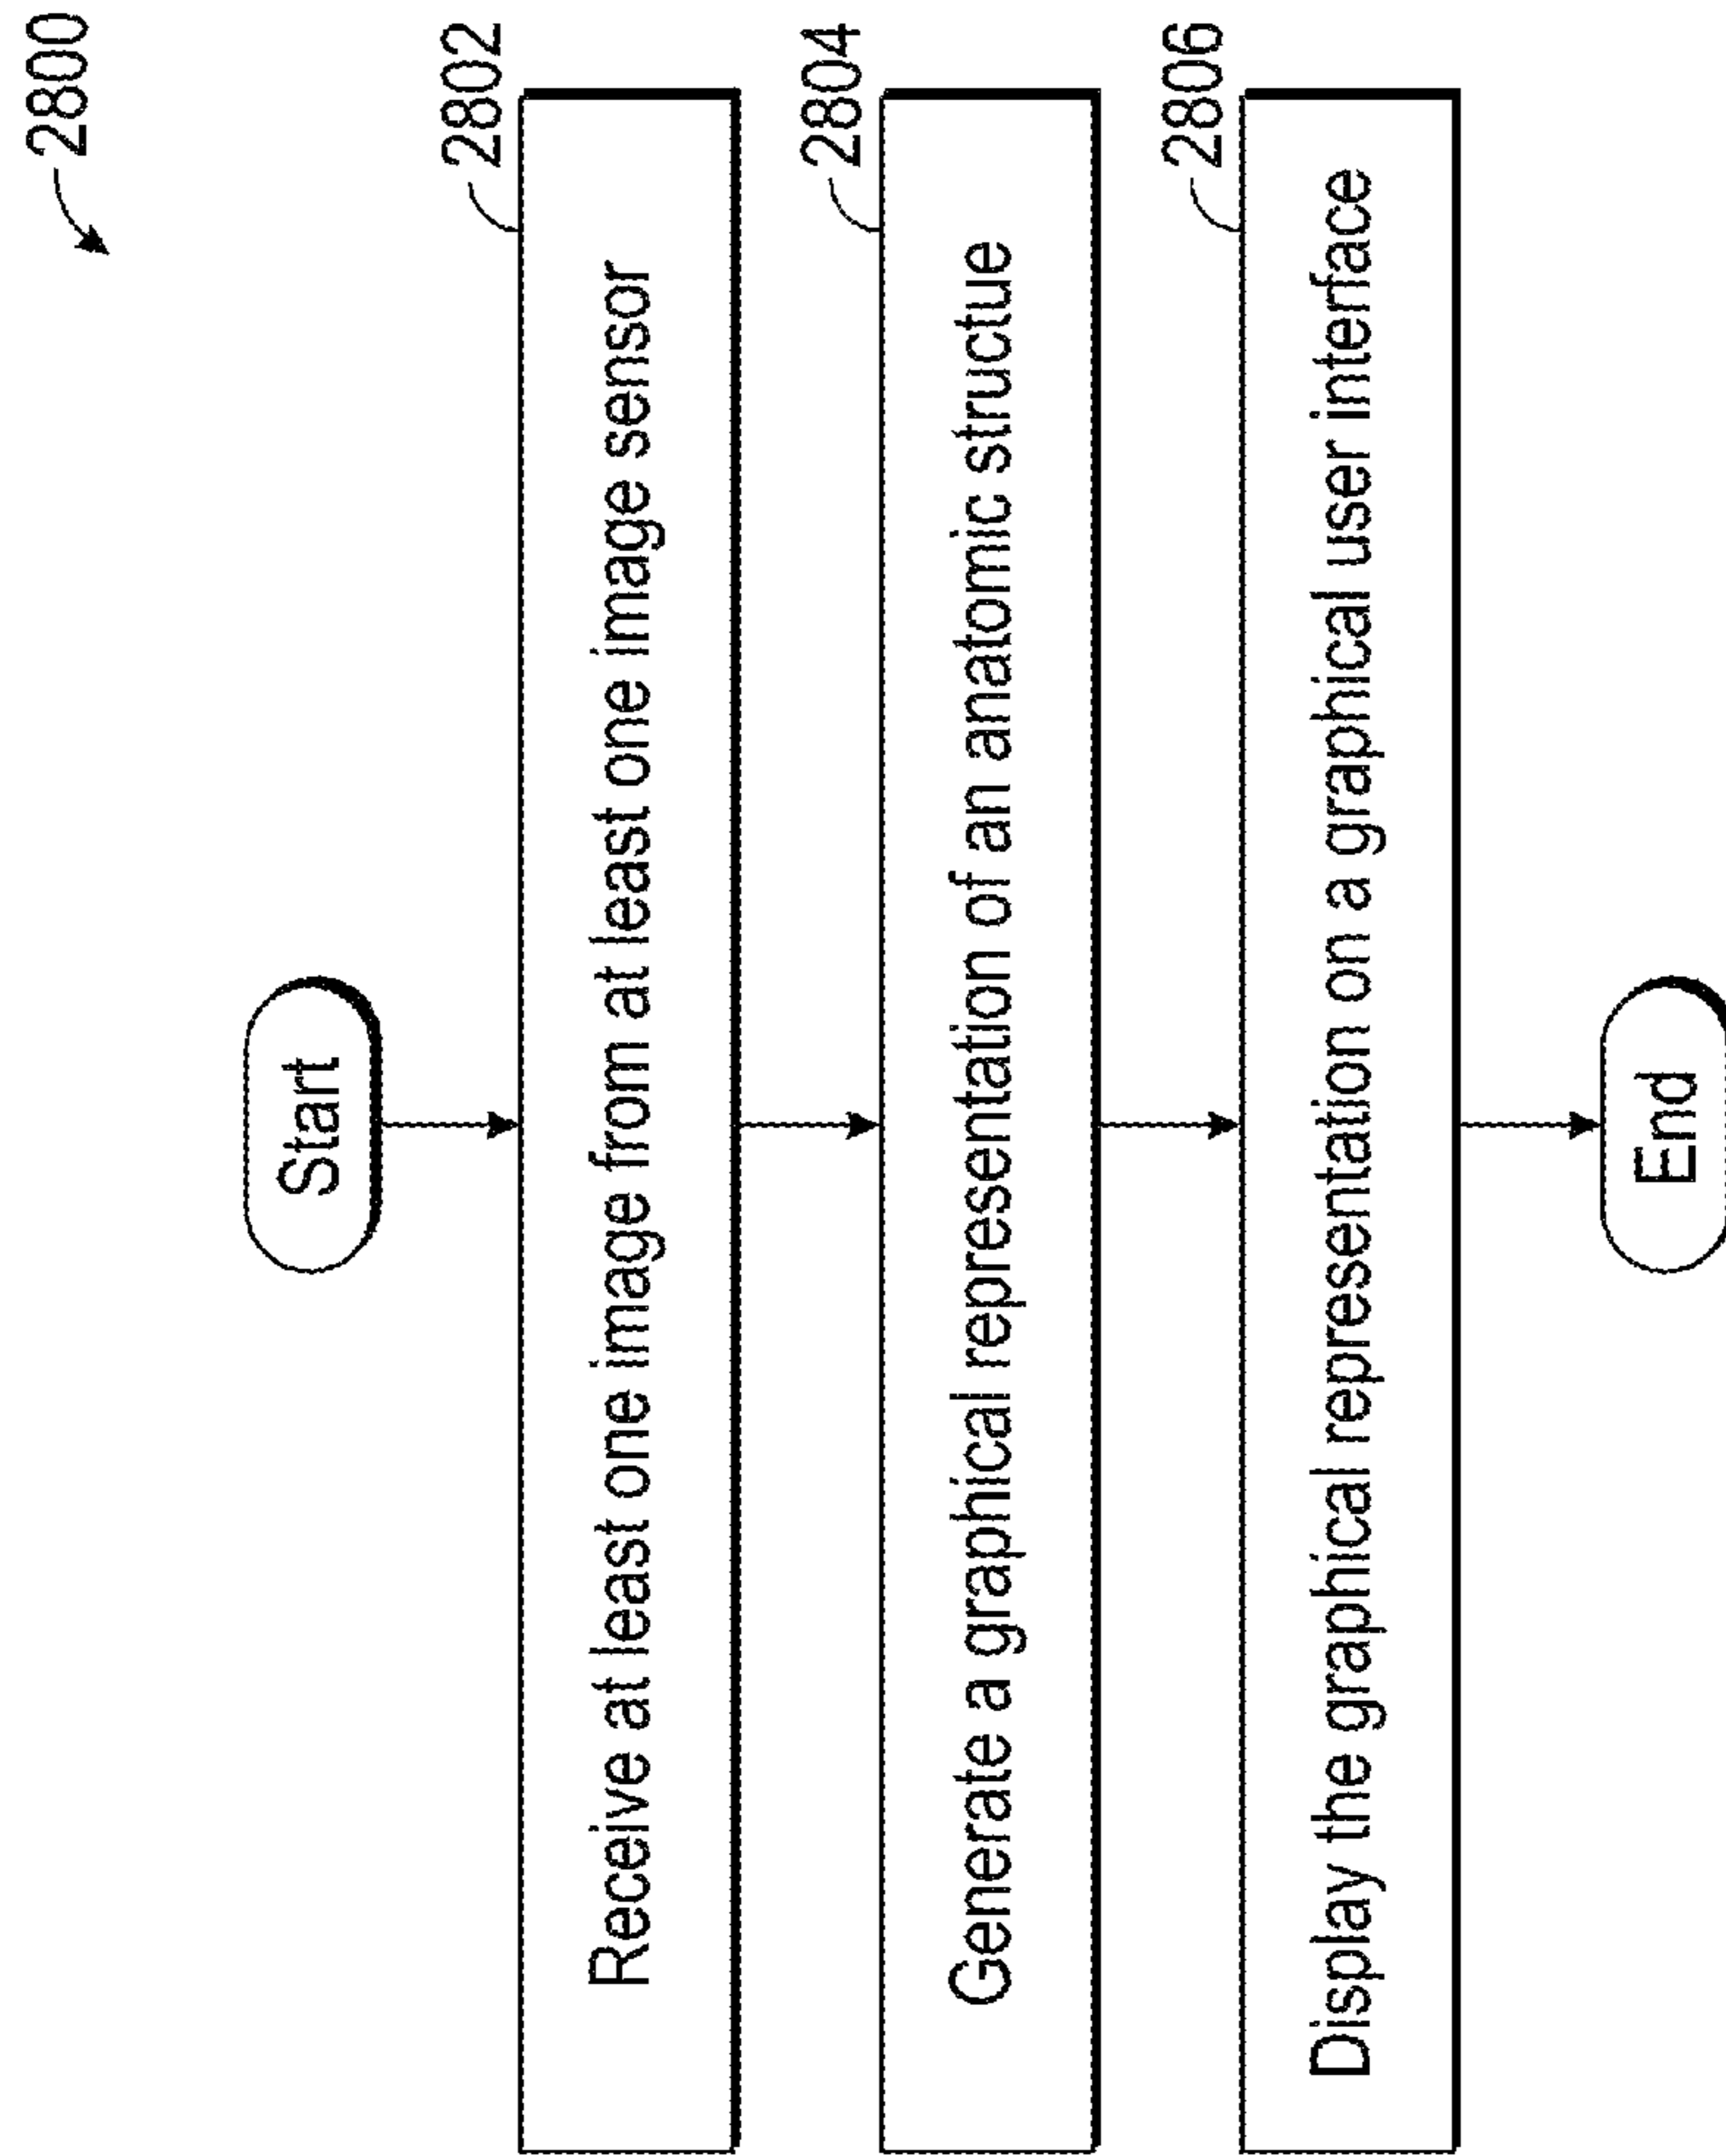 2800
Start
2802
Receive at least one image from at least one image sensor
2804
Generate a graphical representation of an anatomic structue
2806
Display the graphical representation on a graphical user interface
End